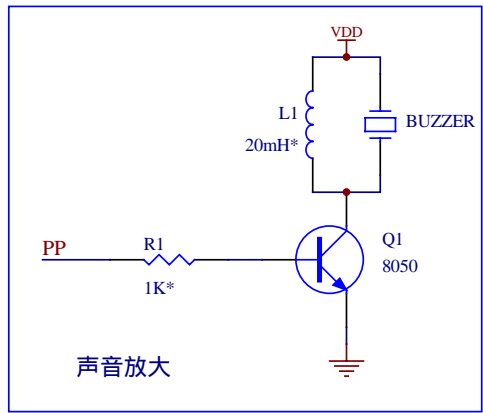 VDD
L1
20mH*
BUZZER
PP
R1
1K*
Q1
8050
声音放大